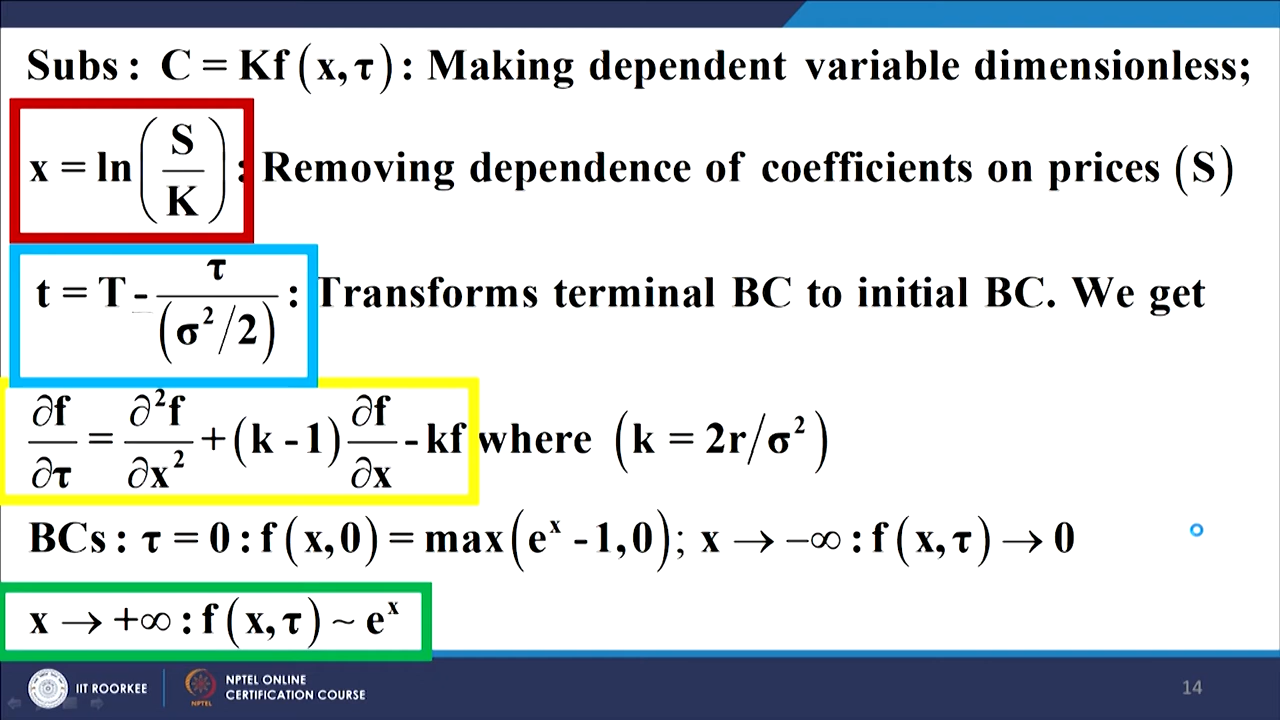 Subs : C = Kf (x, τ) : Making dependent variable dimensionless;
x = ln (S/K) : Removing dependence of coefficients on prices (S)
t = T - τ/(σ²/2) : Transforms terminal BC to initial BC. We get
∂f/∂τ = ∂²f/∂x² + (k - 1) ∂f/∂x - kf where (k = 2r/σ²)
BCs : τ = 0 : f (x, 0) = max (eˣ - 1, 0); x → −∞ : f (x, τ) → 0
x → +∞ : f (x, τ) ~ eˣ
IIT ROORKEE
NPTEL
NPTEL ONLINE
CERTIFICATION COURSE
14